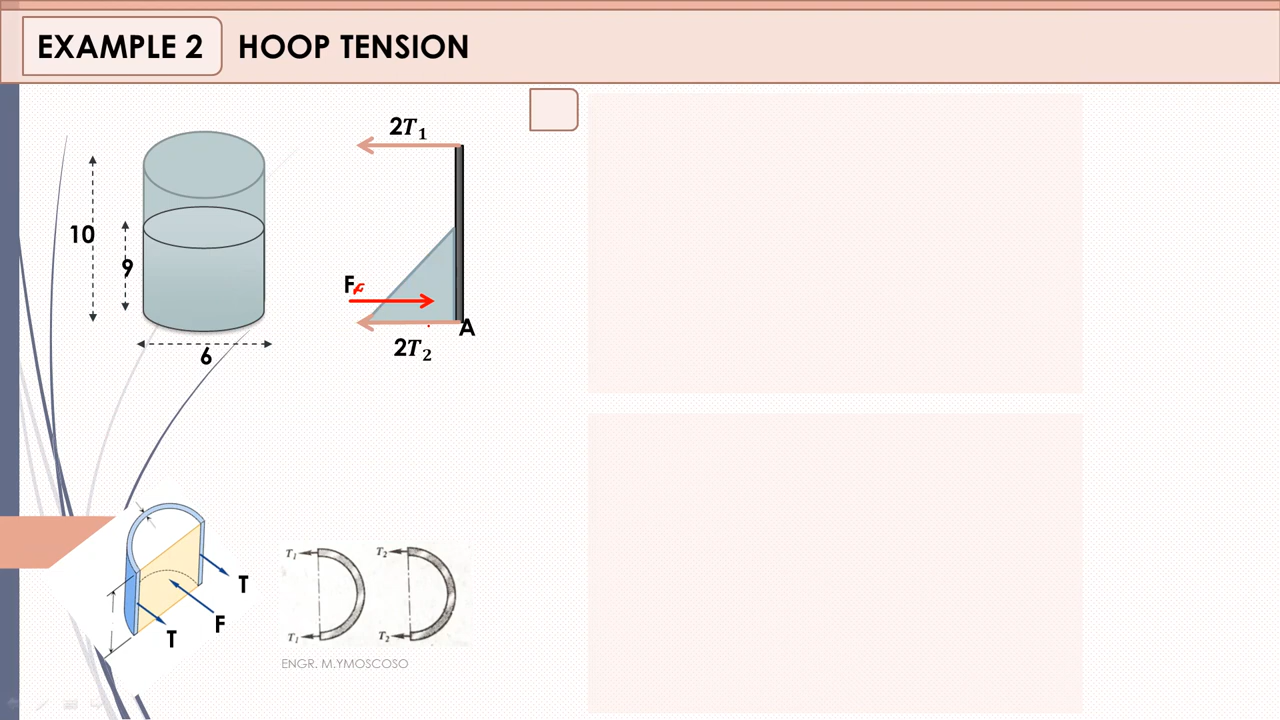 EXAMPLE 2 HOOP TENSION
2T₁
10
9
6
F
A
2T₂
T
F
T
T₁
T₁
T₂
T₂
ENGR. M.YMOSCOSO